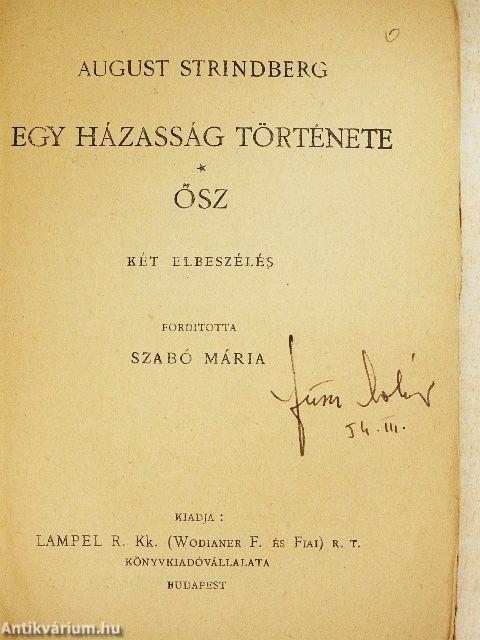 AUGUST STRINDBERG
EGY HÁZASSÁG TÖRTÉNETE
*
ŐSZ
KÉT ELBESZÉLÉS
FORDITOTTA
SZABÓ MÁRIA
54. III.
KIADJA :
LAMPEL R. Kk. (WODIANER F. ÉS FIAI) R. T.
KÖNYVKIADÓVÁLLALATA
BUDAPEST
Antikvárium.hu